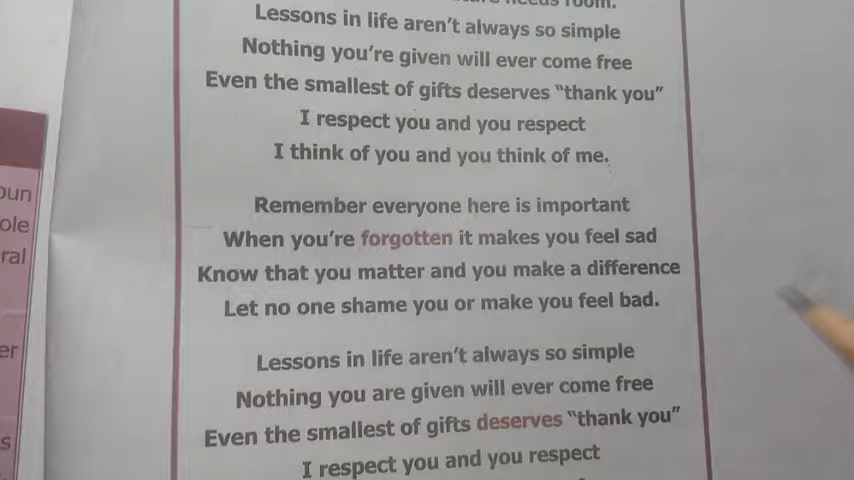 room.
Lessons in life aren't always so simple
Nothing you're given will ever come free
Even the smallest of gifts deserves "thank you"
I respect you and you respect
I think of you and you think of me.
Remember everyone here is important
When you're forgotten it makes you feel sad
Know that you matter and you make a difference
Let no one shame you or make you feel bad.
Lessons in life aren't always so simple
Nothing you are given will ever come free
Even the smallest of gifts deserves "thank you"
I respect you and you respect